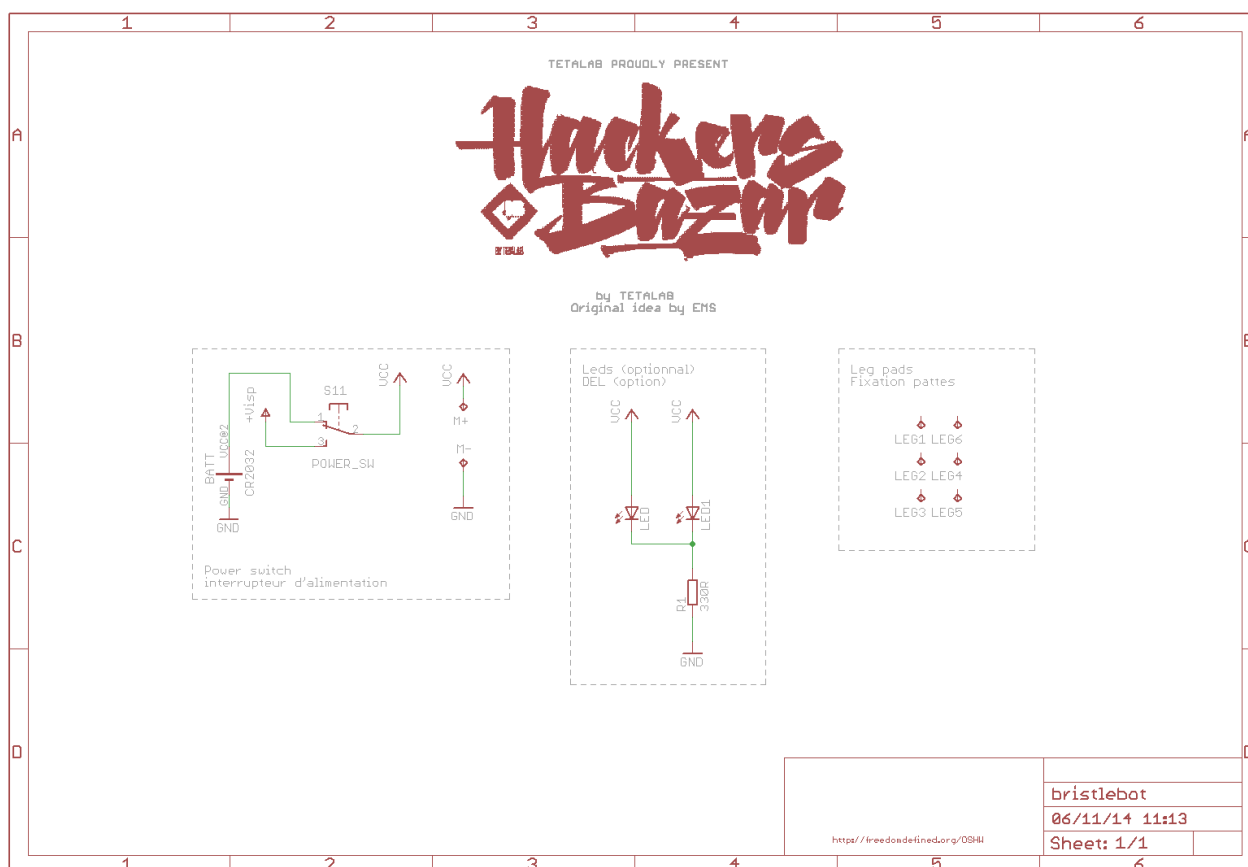 1 2 3 4 5 6
A
A
TETALAB PROUDLY PRESENT
Hackers
Bazar
BY TETALAB
by TETALAB
Original idea by EMS
B
B
+Visp
S11
VCC
VCC
1
2
3
M+
M-
POWER_SW
BATT
VCC@2
GND
CR2032
GND
GND
Power switch
interrupteur d'alimentation
Leds (optionnal)
DEL (option)
VCC
VCC
LED
LED1
R1
330R
GND
Leg pads
Fixation pattes
LEG1 LEG6
LEG2 LEG4
LEG3 LEG5
C
C
D
D
http://freedomdefined.org/OSHW
bristlebot
06/11/14 11:13
Sheet: 1/1
1 2 3 4 5 6